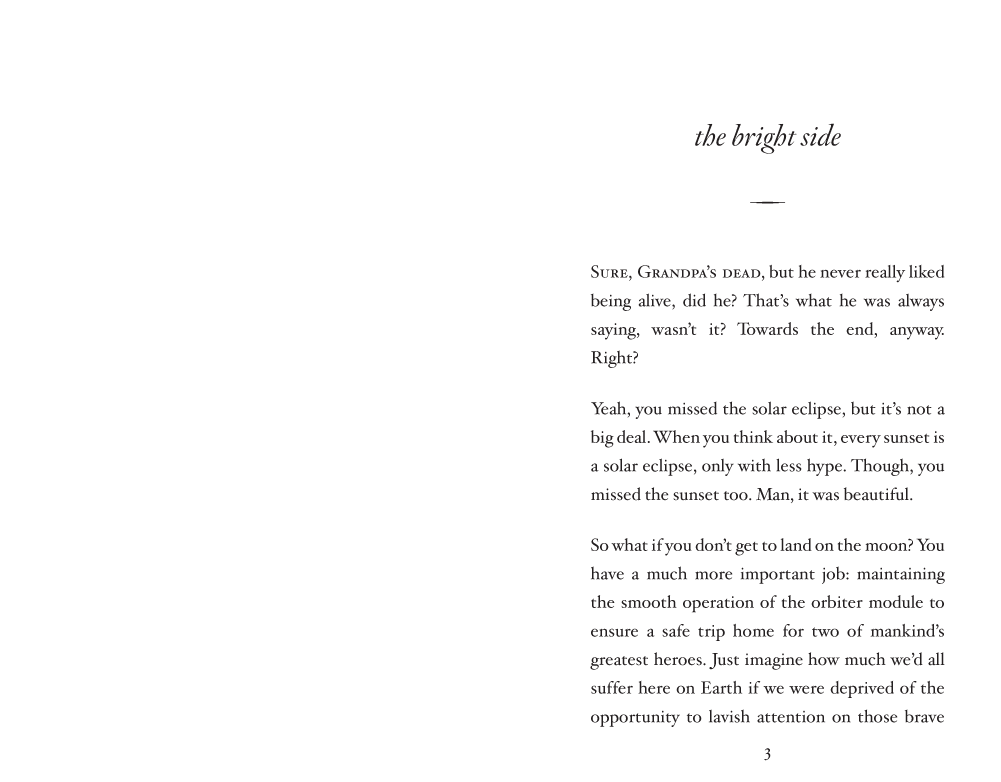 the bright side
Sure, Grandpa’s dead, but he never really liked
being alive, did he? That’s what he was always
saying, wasn’t it? Towards the end, anyway.
Right?
Yeah, you missed the solar eclipse, but it’s not a
big deal. When you think about it, every sunset is
a solar eclipse, only with less hype. Though, you
missed the sunset too. Man, it was beautiful.
So what if you don’t get to land on the moon? You
have a much more important job: maintaining
the smooth operation of the orbiter module to
ensure a safe trip home for two of mankind’s
greatest heroes. Just imagine how much we’d all
suffer here on Earth if we were deprived of the
opportunity to lavish attention on those brave
3